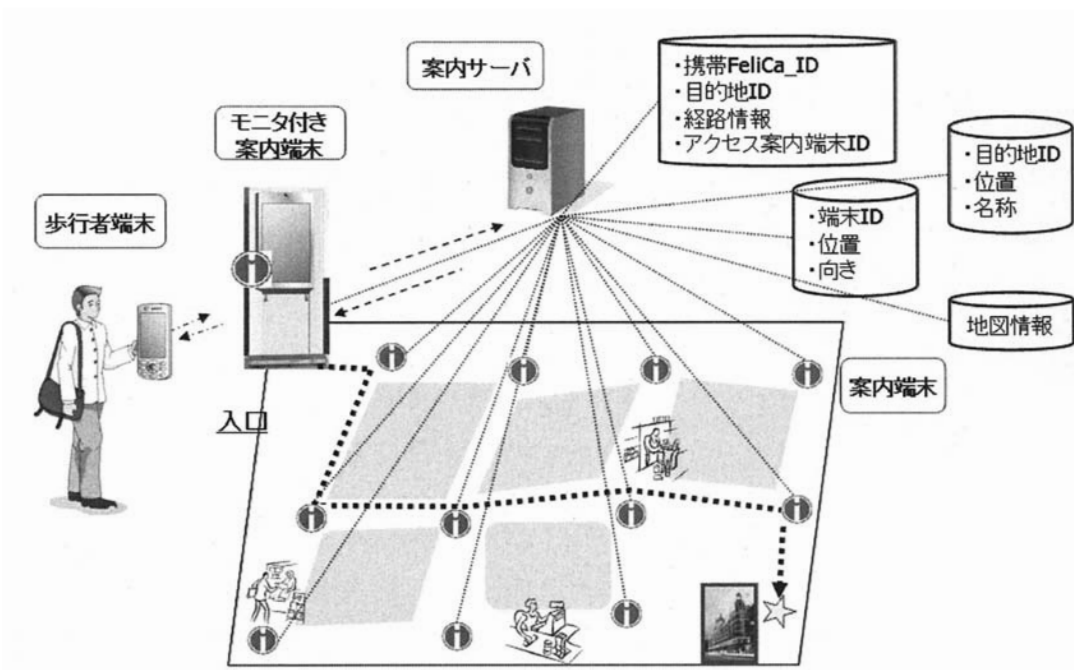 案内サーバ
・携帯FeliCa_ID
・目的地ID
・経路情報
・アクセス案内端末ID
モニタ付き
案内端末
・目的地ID
・位置
・名称
歩行者端末
・端末ID
・位置
・向き
地図情報
案内端末
入口